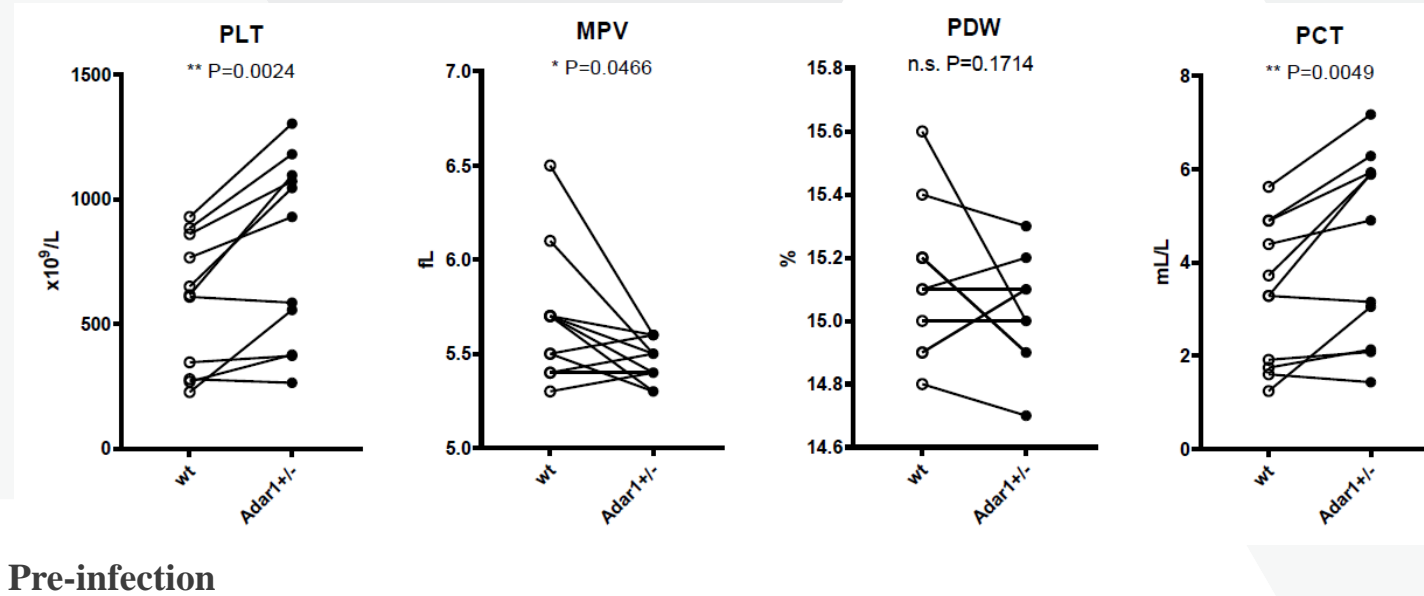 PLT
** P=0.0024
1500
1000
500
0
x10⁹/L
wt
Adar1+/-
MPV
* P=0.0466
7.0
6.5
6.0
5.5
5.0
fL
wt
Adar1+/-
PDW
n.s. P=0.1714
15.8
15.6
15.4
15.2
15.0
14.8
14.6
%
wt
Adar1+/-
PCT
** P=0.0049
8
6
4
2
0
mL/L
wt
Adar1+/-
Pre-infection